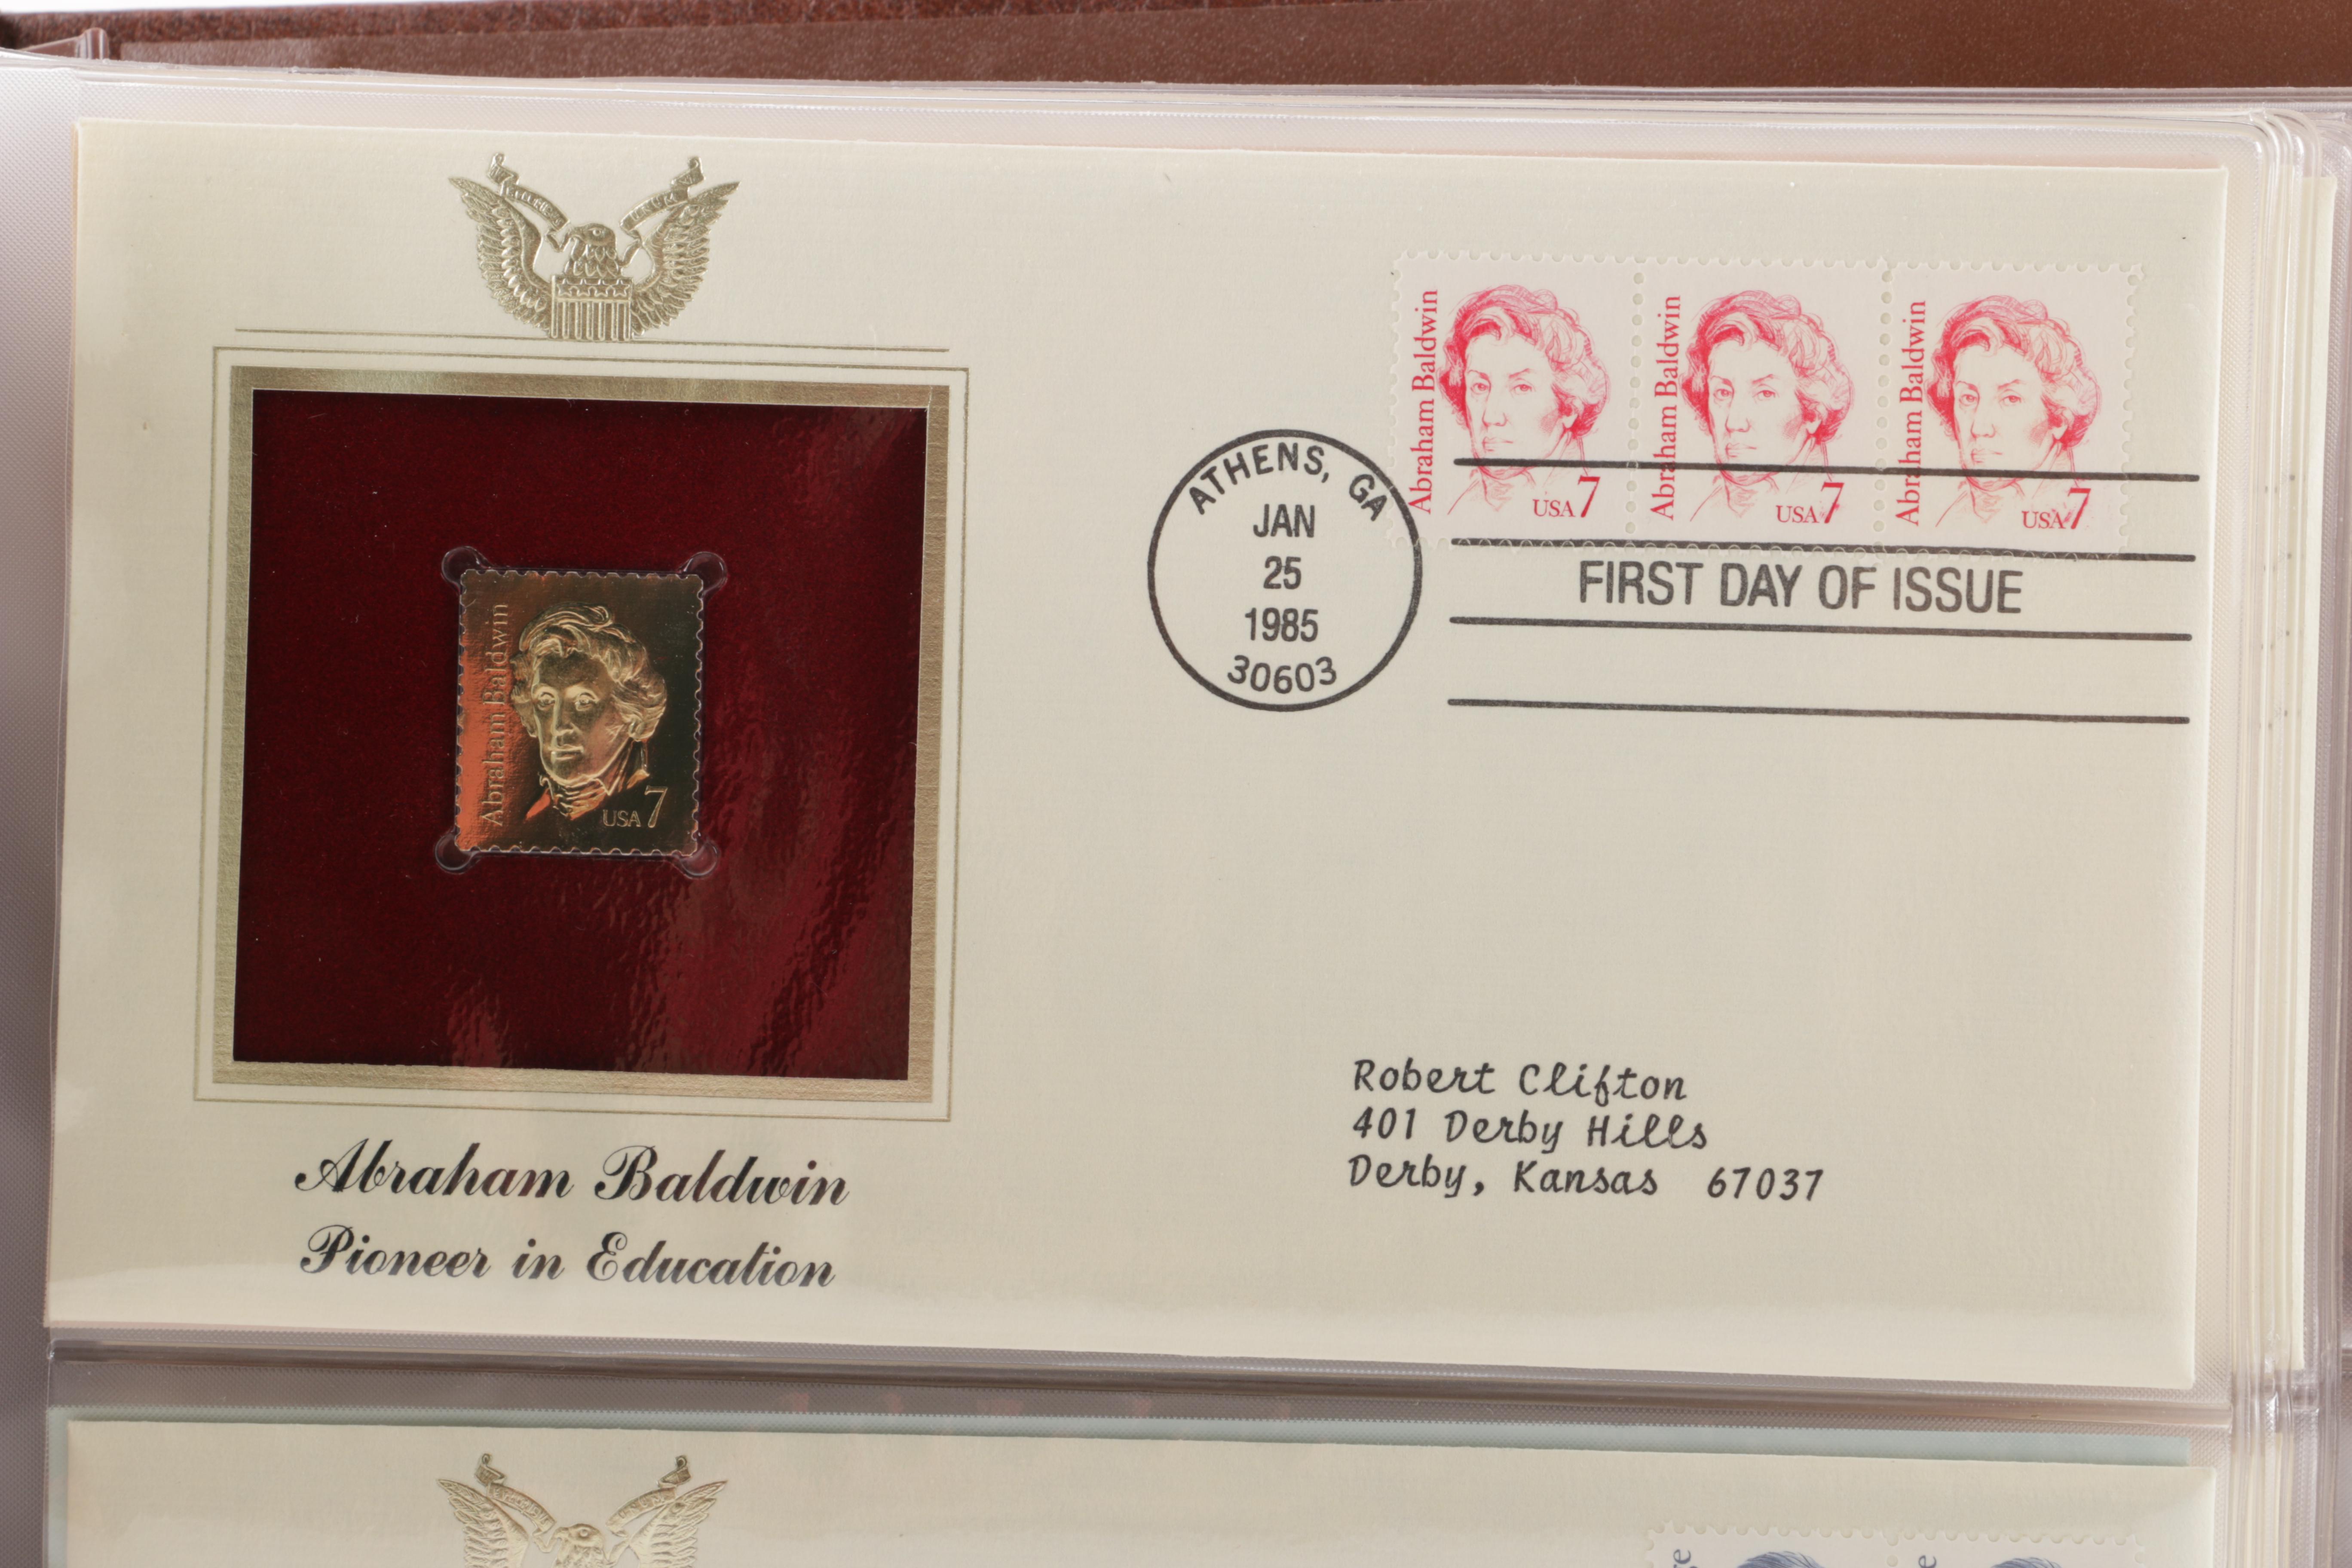 Abraham Baldwin
USA 7
Abraham Baldwin
USA 7
Abraham Baldwin
USA 7
ATHENS, GA
JAN
25
1985
30603
FIRST DAY OF ISSUE
Abraham Baldwin
USA 7
Robert Clifton
401 Derby Hills
Derby, Kansas 67037
Abraham Baldwin
Pioneer in Education